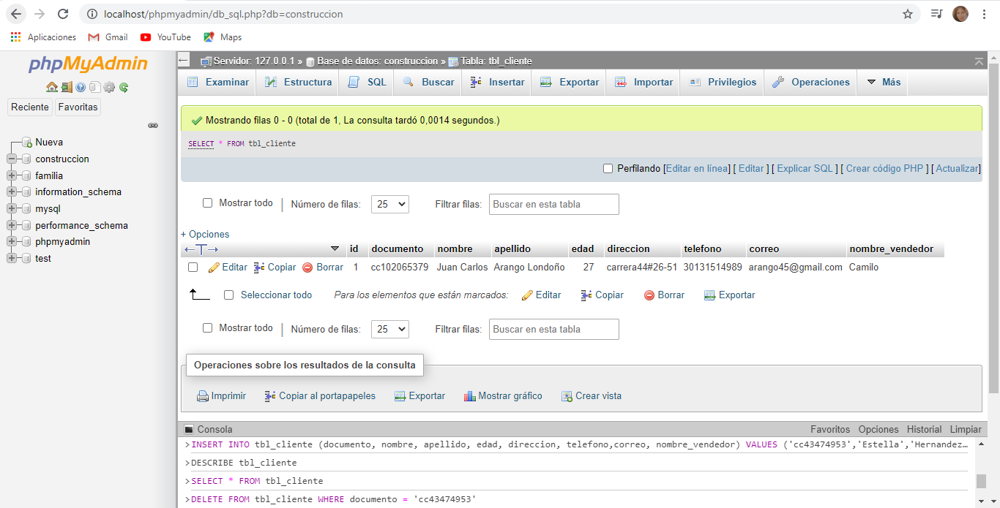 localhost/phpmyadmin/db_sql.php?db=construccion
Aplicaciones Gmail YouTube Maps
phpMyAdmin
Reciente Favoritas
Nueva
construccion
familia
information_schema
mysql
performance_schema
phpmyadmin
test
Servidor: 127.0.0.1 » Base de datos: construccion » Tabla: tbl_cliente
Examinar Estructura SQL Buscar Insertar Exportar Importar Privilegios Operaciones Más
Mostrando filas 0 - 0 (total de 1, La consulta tardó 0,0014 segundos.)
SELECT * FROM tbl_cliente
Perfilando [Editar en línea] [ Editar ] [ Explicar SQL ] [ Crear código PHP ] [ Actualizar]
Mostrar todo | Número de filas: 25 Filtrar filas: Buscar en esta tabla
+ Opciones
←T→ id documento nombre apellido edad direccion telefono correo nombre_vendedor
Editar Copiar Borrar 1 cc102065379 Juan Carlos Arango Londoño 27 carrera44#26-51 30131514989 arango45@gmail.com Camilo
Seleccionar todo Para los elementos que están marcados: Editar Copiar Borrar Exportar
Mostrar todo | Número de filas: 25 Filtrar filas: Buscar en esta tabla
Operaciones sobre los resultados de la consulta
Imprimir Copiar al portapapeles Exportar Mostrar gráfico Crear vista
Consola Favoritos Opciones Historial Limpiar
>INSERT INTO tbl_cliente (documento, nombre, apellido, edad, direccion, telefono,correo, nombre_vendedor) VALUES ('cc43474953','Estella','Hernandez…
>DESCRIBE tbl_cliente
>SELECT * FROM tbl_cliente
>DELETE FROM tbl_cliente WHERE documento = 'cc43474953'